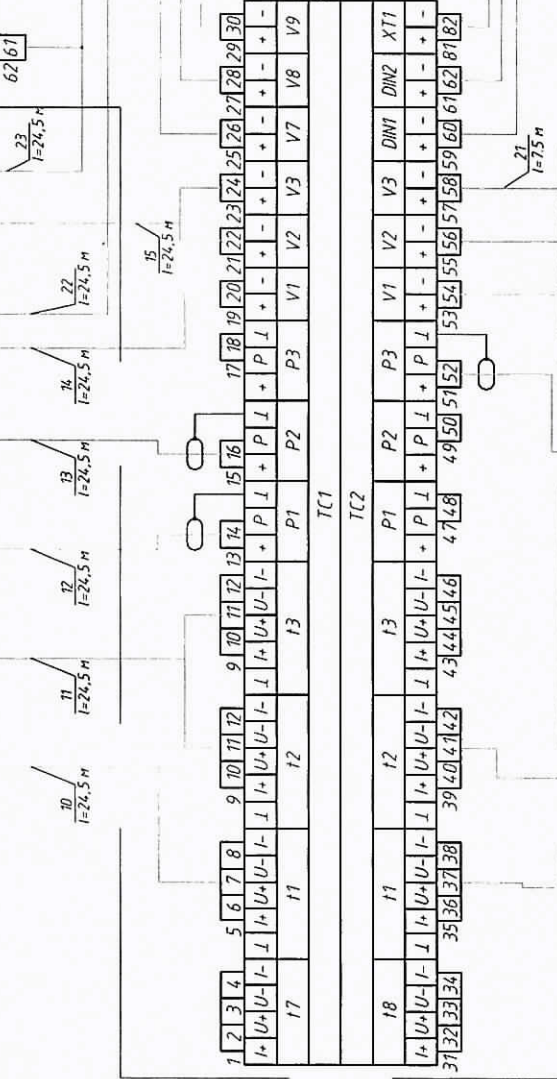 62 61
23
l=24,5 м
22
l=24,5 м
15
l=24,5 м
14
l=24,5 м
13
l=24,5 м
12
l=24,5 м
11
l=24,5 м
10
l=24,5 м
21
l=7,5 м
1 2 3 4 5 6 7 8 9 10 11 12 9 10 11 12 13 14 15 16 17 18 19 20 21 22 23 24 25 26 27 28 29 30
I+ U+ U- I- ⊥ I+ U+ U- I- ⊥ I+ U+ U- I- ⊥ I+ U+ U- I- + P ⊥ + P ⊥ + P ⊥ + - + - + - + - + - + -
t7 t1 t2 t3 P1 P2 P3 V1 V2 V3 V7 V8 V9
ТС1
ТС2
t8 t1 t2 t3 P1 P2 P3 V1 V2 V3 DIN1 DIN2 XT1
I+ U+ U- I- ⊥ I+ U+ U- I- ⊥ I+ U+ U- I- ⊥ I+ U+ U- I- + P ⊥ + P ⊥ + P ⊥ + - + - + - + - + - + -
31 32 33 34 35 36 37 38 39 40 41 42 43 44 45 46 47 48 49 50 51 52 53 54 55 56 57 58 59 60 61 62 81 82